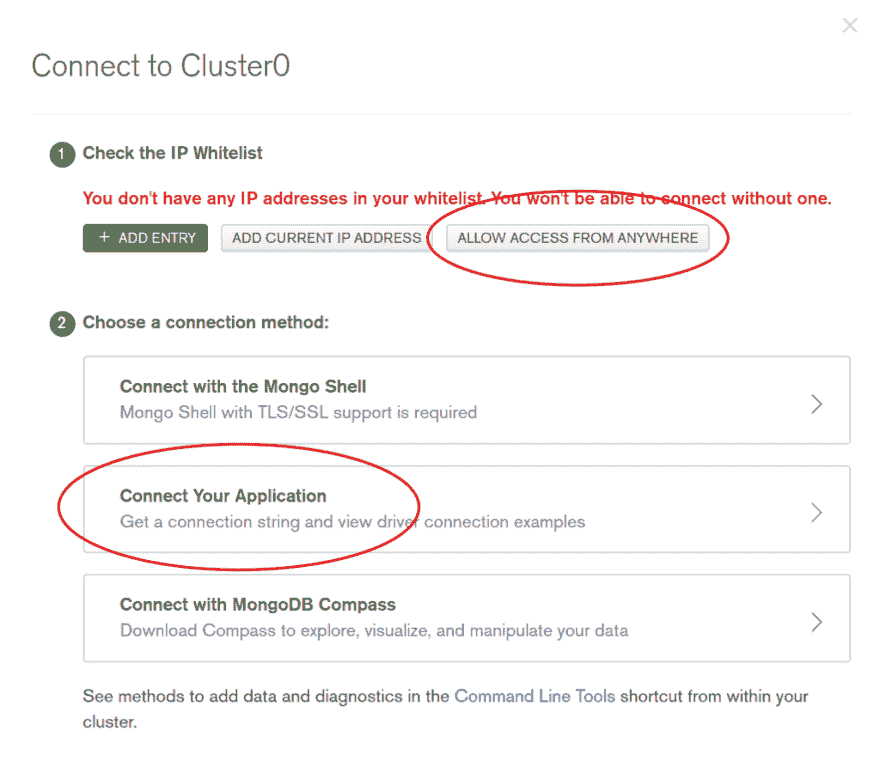 Connect to Cluster0
1 Check the IP Whitelist
You don't have any IP addresses in your whitelist. You won't be able to connect without one.
+ ADD ENTRY ADD CURRENT IP ADDRESS ALLOW ACCESS FROM ANYWHERE
2 Choose a connection method:
Connect with the Mongo Shell
Mongo Shell with TLS/SSL support is required
Connect Your Application
Get a connection string and view driver connection examples
Connect with MongoDB Compass
Download Compass to explore, visualize, and manipulate your data
See methods to add data and diagnostics in the Command Line Tools shortcut from within your
cluster.